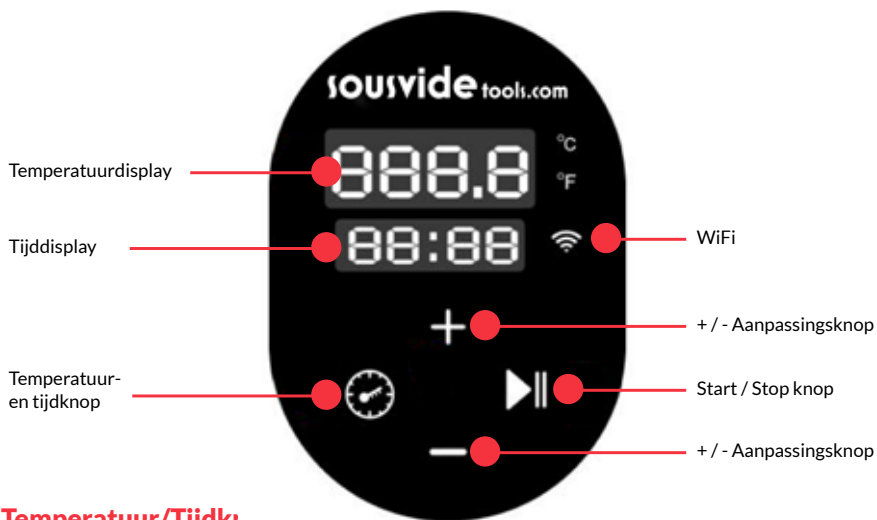 sousvide tools.com
888.8
°C
°F
Temperatuurdisplay
88:88
Tijddisplay
WiFi
+ / - Aanpassingsknop
Temperatuur-
en tijdknop
Start / Stop knop
+ / - Aanpassingsknop